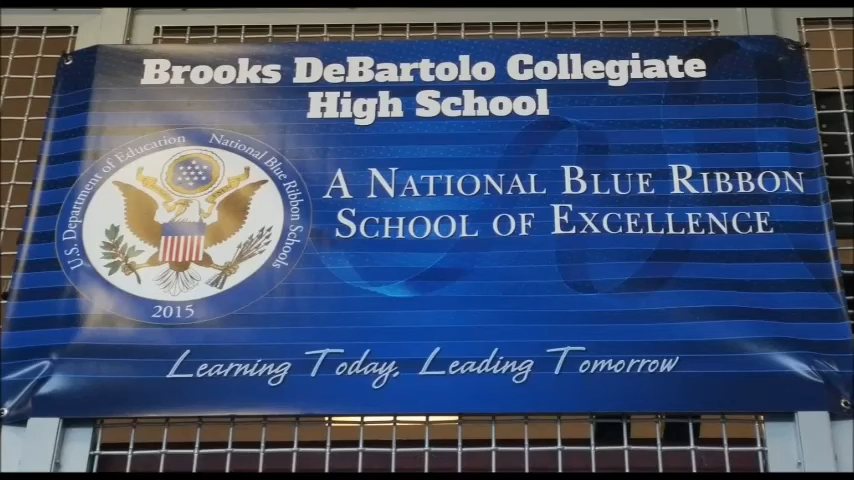 Brooks DeBartolo Collegiate
High School
U.S. Department of Education National Blue Ribbon Schools
2015
A National Blue Ribbon
School of Excellence
Learning Today, Leading Tomorrow